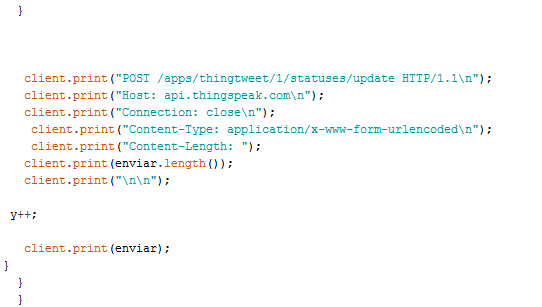 }
client.print("POST /apps/thingtweet/1/statuses/update HTTP/1.1\n");
client.print("Host: api.thingspeak.com\n");
client.print("Connection: close\n");
client.print("Content-Type: application/x-www-form-urlencoded\n");
client.print("Content-Length: ");
client.print(enviar.length());
client.print("\n\n");
y++;
client.print(enviar);
}
}
}